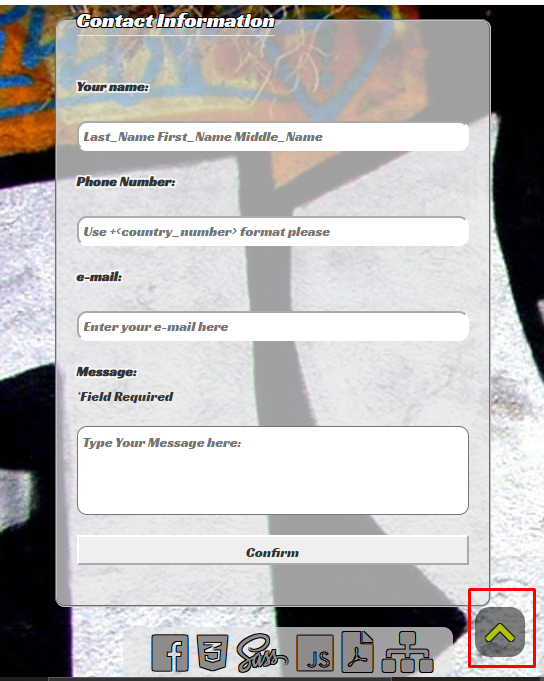 Contact Information
Your name:
Last_Name First_Name Middle_Name
Phone Number:
Use +<country_number> format please
e-mail:
Enter your e-mail here
Message:
*Field Required
Type Your Message here:
Confirm
f
3
Sass
JS